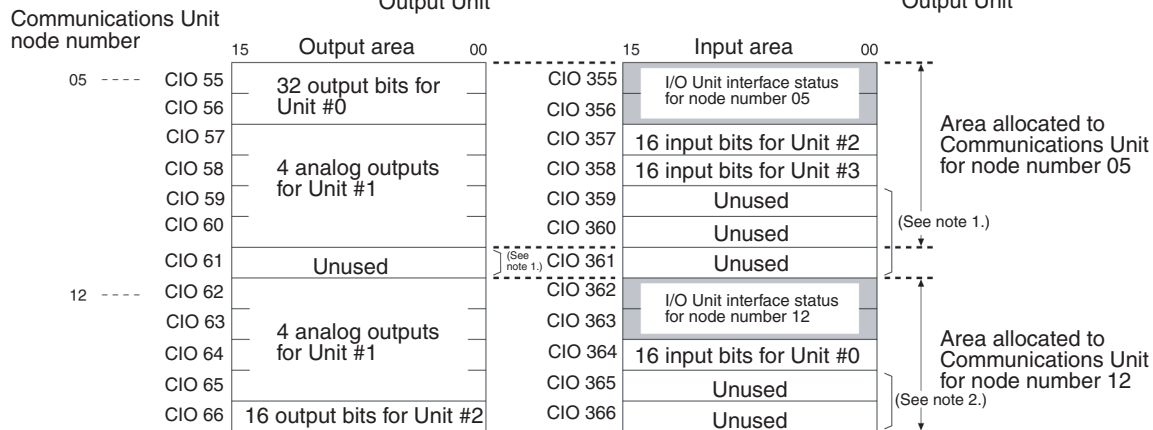 Output Unit
Output Unit
Communications Unit
node number
15 Output area 00
15 Input area 00
05 ---- CIO 55
32 output bits for
Unit #0
CIO 56
CIO 57
CIO 58
4 analog outputs
for Unit #1
CIO 59
CIO 60
CIO 61
Unused
(See
note 1.)
12 ---- CIO 62
CIO 63
4 analog outputs
for Unit #1
CIO 64
CIO 65
CIO 66
16 output bits for Unit #2
CIO 355
I/O Unit interface status
for node number 05
CIO 356
CIO 357
16 input bits for Unit #2
CIO 358
16 input bits for Unit #3
CIO 359
Unused
CIO 360
Unused
(See note 1.)
CIO 361
Unused
CIO 362
I/O Unit interface status
for node number 12
CIO 363
CIO 364
16 input bits for Unit #0
CIO 365
Unused
CIO 366
Unused
(See note 2.)
Area allocated to
Communications Unit
for node number 05
Area allocated to
Communications Unit
for node number 12